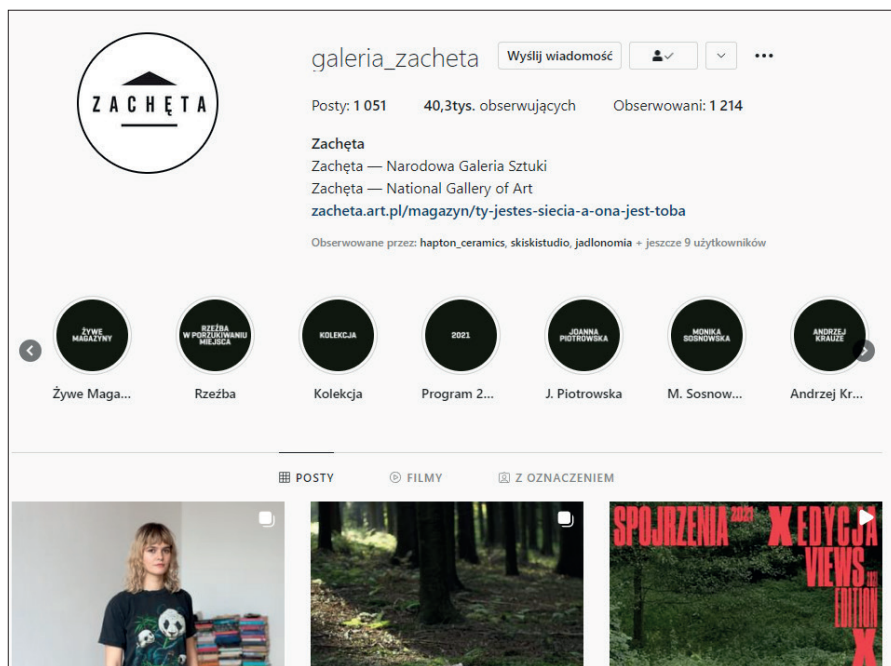 ZACHĘTA
galeria_zacheta Wyślij wiadomość
Posty: 1 051 40,3tys. obserwujących Obserwowani: 1 214
Zachęta
Zachęta — Narodowa Galeria Sztuki
Zachęta — National Gallery of Art
zacheta.art.pl/magazyn/ty-jestes-siecia-a-ona-jest-toba
Obserwowane przez: hapton_ceramics, skiskistudio, jadlonomia + jeszcze 9 użytkowników
ŻYWE
MAGAZYNY
RZEŹBA
W PORZUKIWANIU
MIEJSCA
KOLEKCJA
2021
JOANNA
PIOTROWSKA
MONIKA
SOSNOWSKA
ANDRZEJ
KRAUZE
Żywe Maga... Rzeźba Kolekcja Program 2... J. Piotrowska M. Sosnow... Andrzej Kr...
POSTY FILMY Z OZNACZENIEM
SPOJRZENIA 2021 X EDYCJA
VIEWS 2021
EDITION
X